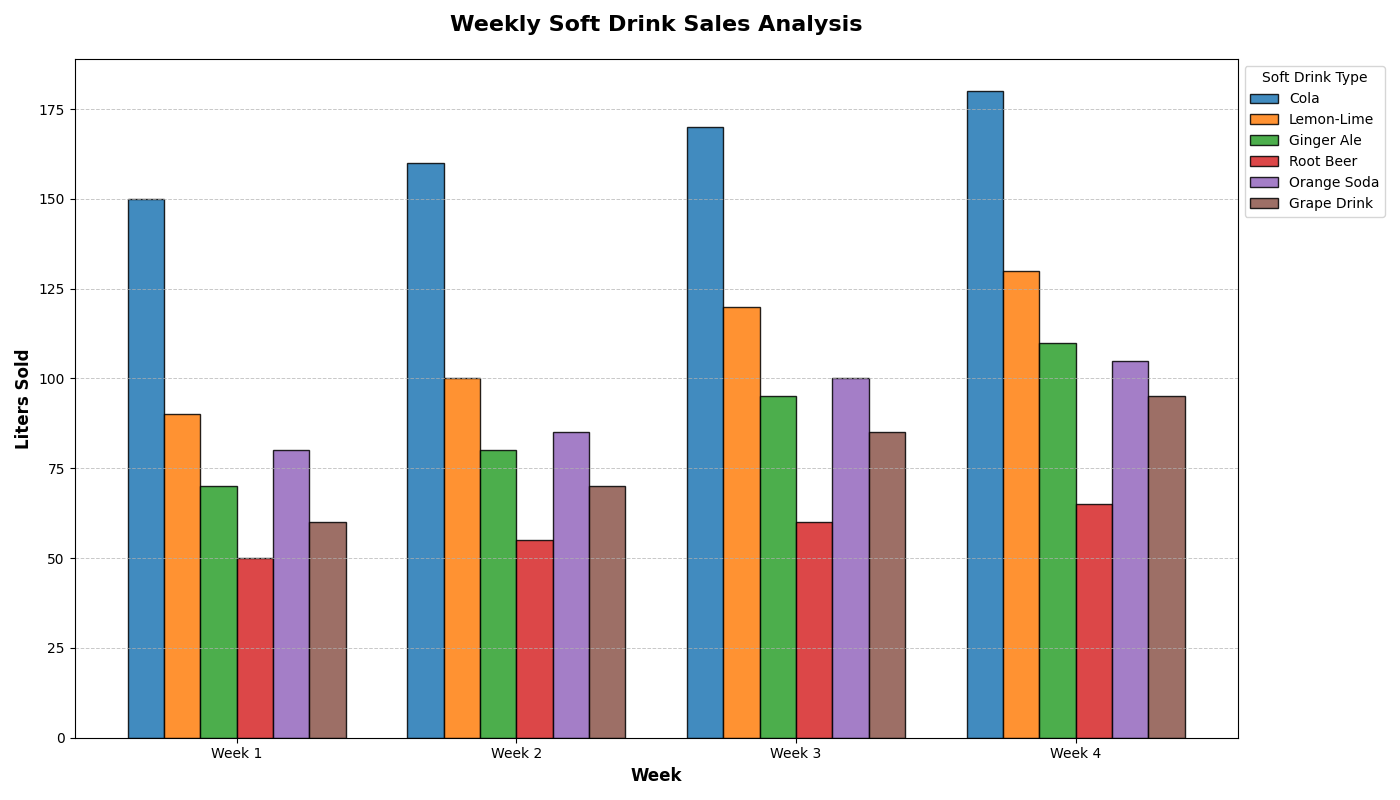 Weekly Soft Drink Sales Analysis
Soft Drink Type
Cola
Lemon-Lime
Ginger Ale
Root Beer
Orange Soda
Grape Drink
Liters Sold
175
150
125
100
75
50
25
0
Week 1
Week 2
Week 3
Week 4
Week